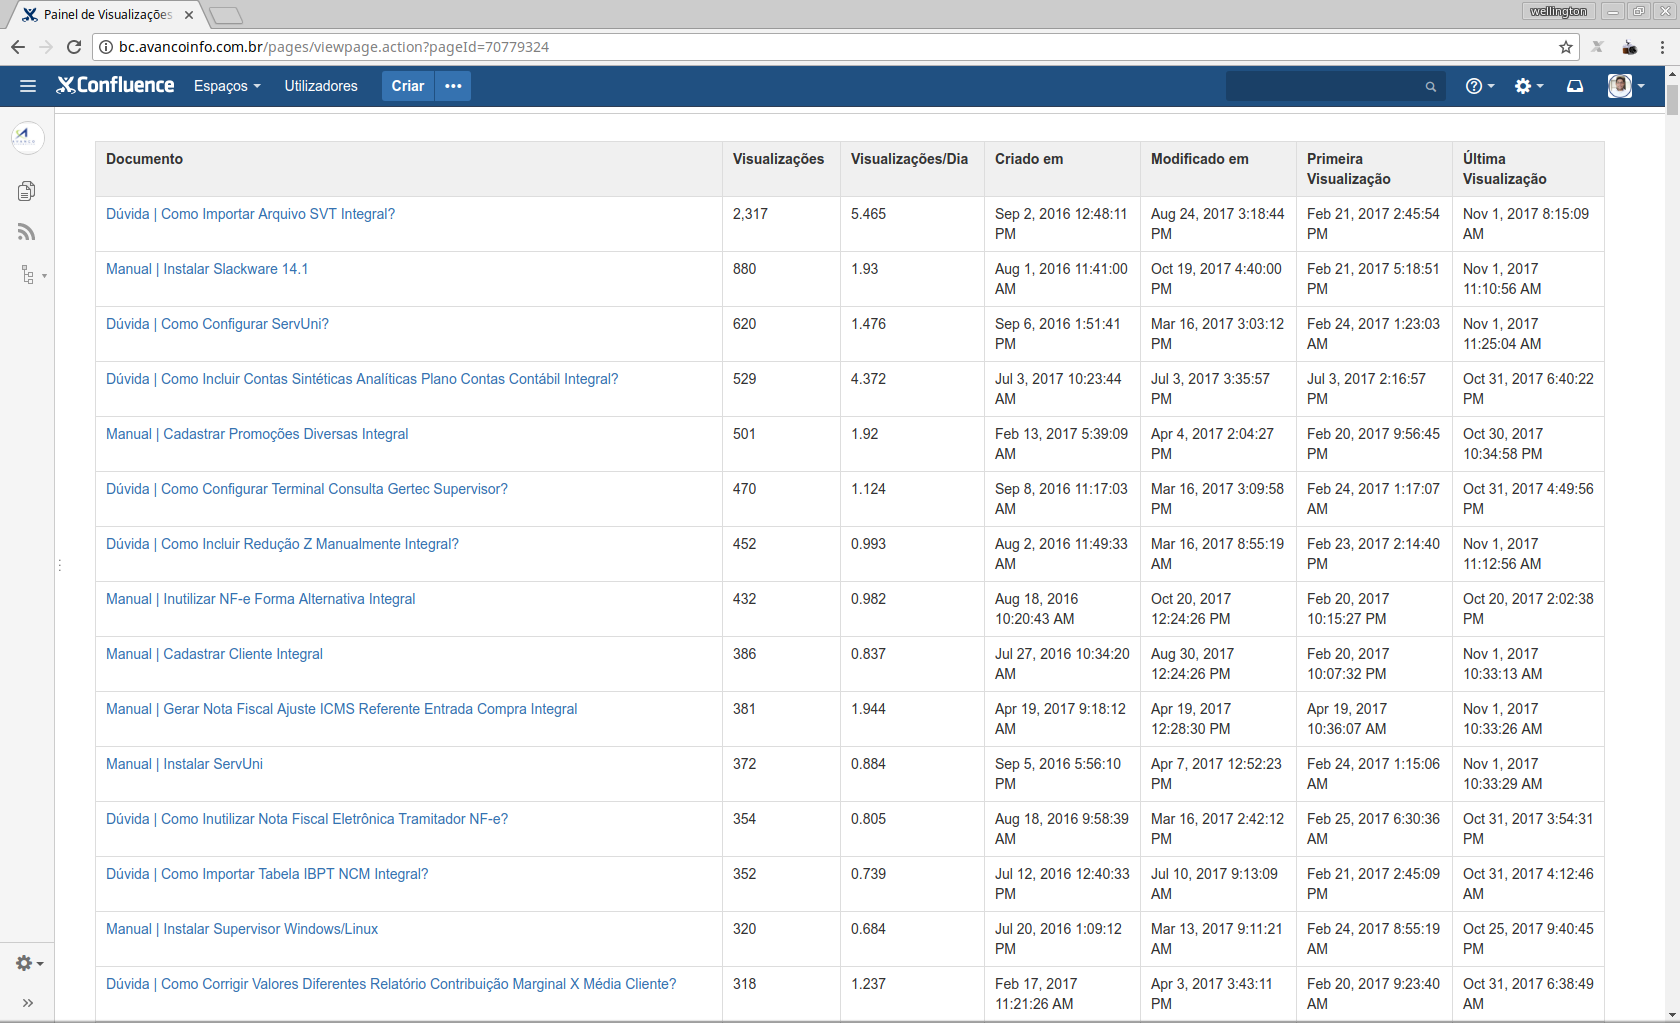 Painel de Visualizações
wellington
bc.avancoinfo.com.br/pages/viewpage.action?pageId=70779324
Confluence Espaços Utilizadores Criar •••
Documento Visualizações Visualizações/Dia Criado em Modificado em Primeira Última
Visualização Visualização
Dúvida | Como Importar Arquivo SVT Integral? 2,317 5.465 Sep 2, 2016 12:48:11 Aug 24, 2017 3:18:44 Feb 21, 2017 2:45:54 Nov 1, 2017 8:15:09
PM PM PM AM
Manual | Instalar Slackware 14.1 880 1.93 Aug 1, 2016 11:41:00 Oct 19, 2017 4:40:00 Feb 21, 2017 5:18:51 Nov 1, 2017
AM PM PM 11:10:56 AM
Dúvida | Como Configurar ServUni? 620 1.476 Sep 6, 2016 1:51:41 Mar 16, 2017 3:03:12 Feb 24, 2017 1:23:03 Nov 1, 2017
PM PM AM 11:25:04 AM
Dúvida | Como Incluir Contas Sintéticas Analíticas Plano Contas Contábil Integral? 529 4.372 Jul 3, 2017 10:23:44 Jul 3, 2017 3:35:57 Jul 3, 2017 2:16:57 Oct 31, 2017 6:40:22
AM PM PM PM
Manual | Cadastrar Promoções Diversas Integral 501 1.92 Feb 13, 2017 5:39:09 Apr 4, 2017 2:04:27 Feb 20, 2017 9:56:45 Oct 30, 2017
AM PM PM 10:34:58 PM
Dúvida | Como Configurar Terminal Consulta Gertec Supervisor? 470 1.124 Sep 8, 2016 11:17:03 Mar 16, 2017 3:09:58 Feb 24, 2017 1:17:07 Oct 31, 2017 4:49:56
AM PM AM PM
Dúvida | Como Incluir Redução Z Manualmente Integral? 452 0.993 Aug 2, 2016 11:49:33 Mar 16, 2017 8:55:19 Feb 23, 2017 2:14:40 Nov 1, 2017
AM AM PM 11:12:56 AM
Manual | Inutilizar NF-e Forma Alternativa Integral 432 0.982 Aug 18, 2016 Oct 20, 2017 Feb 20, 2017 Oct 20, 2017 2:02:38
10:20:43 AM 12:24:26 PM 10:15:27 PM PM
Manual | Cadastrar Cliente Integral 386 0.837 Jul 27, 2016 10:34:20 Aug 30, 2017 Feb 20, 2017 Nov 1, 2017
AM 12:24:26 PM 10:07:32 PM 10:33:13 AM
Manual | Gerar Nota Fiscal Ajuste ICMS Referente Entrada Compra Integral 381 1.944 Apr 19, 2017 9:18:12 Apr 19, 2017 Apr 19, 2017 Nov 1, 2017
AM 12:28:30 PM 10:36:07 AM 10:33:26 AM
Manual | Instalar ServUni 372 0.884 Sep 5, 2016 5:56:10 Apr 7, 2017 12:52:23 Feb 24, 2017 1:15:06 Nov 1, 2017
PM PM AM 10:33:29 AM
Dúvida | Como Inutilizar Nota Fiscal Eletrônica Tramitador NF-e? 354 0.805 Aug 18, 2016 9:58:39 Mar 16, 2017 2:42:12 Feb 25, 2017 6:30:36 Oct 31, 2017 3:54:31
AM PM AM PM
Dúvida | Como Importar Tabela IBPT NCM Integral? 352 0.739 Jul 12, 2016 12:40:33 Jul 10, 2017 9:13:09 Feb 21, 2017 2:45:09 Oct 31, 2017 4:12:46
PM AM PM AM
Manual | Instalar Supervisor Windows/Linux 320 0.684 Jul 20, 2016 1:09:12 Mar 13, 2017 9:11:21 Feb 24, 2017 8:55:19 Oct 25, 2017 9:40:45
PM AM AM PM
Dúvida | Como Corrigir Valores Diferentes Relatório Contribuição Marginal X Média Cliente? 318 1.237 Feb 17, 2017 Apr 3, 2017 3:43:11 Feb 20, 2017 9:23:40 Oct 31, 2017 6:38:49
11:21:26 AM PM AM AM